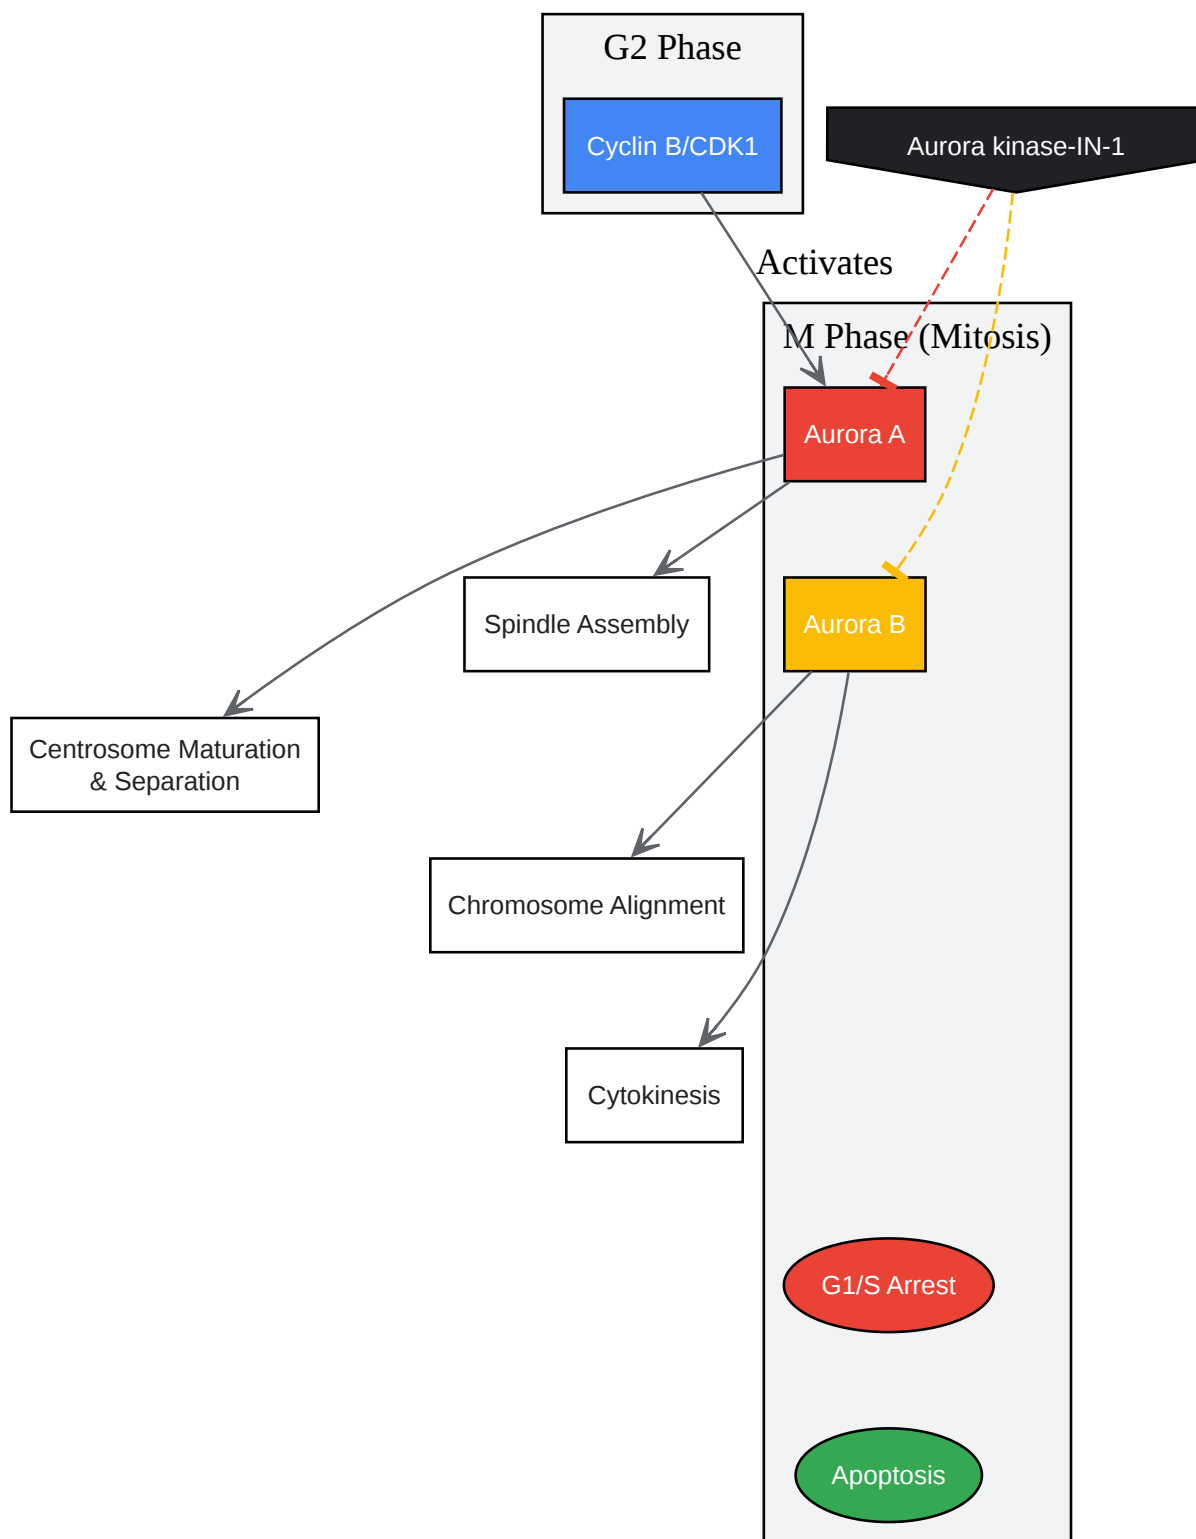 G2 Phase
Cyclin B/CDK1
Aurora kinase-IN-1
Activates
M Phase (Mitosis)
Aurora A
Spindle Assembly
Aurora B
Centrosome Maturation
& Separation
Chromosome Alignment
Cytokinesis
G1/S Arrest
Apoptosis